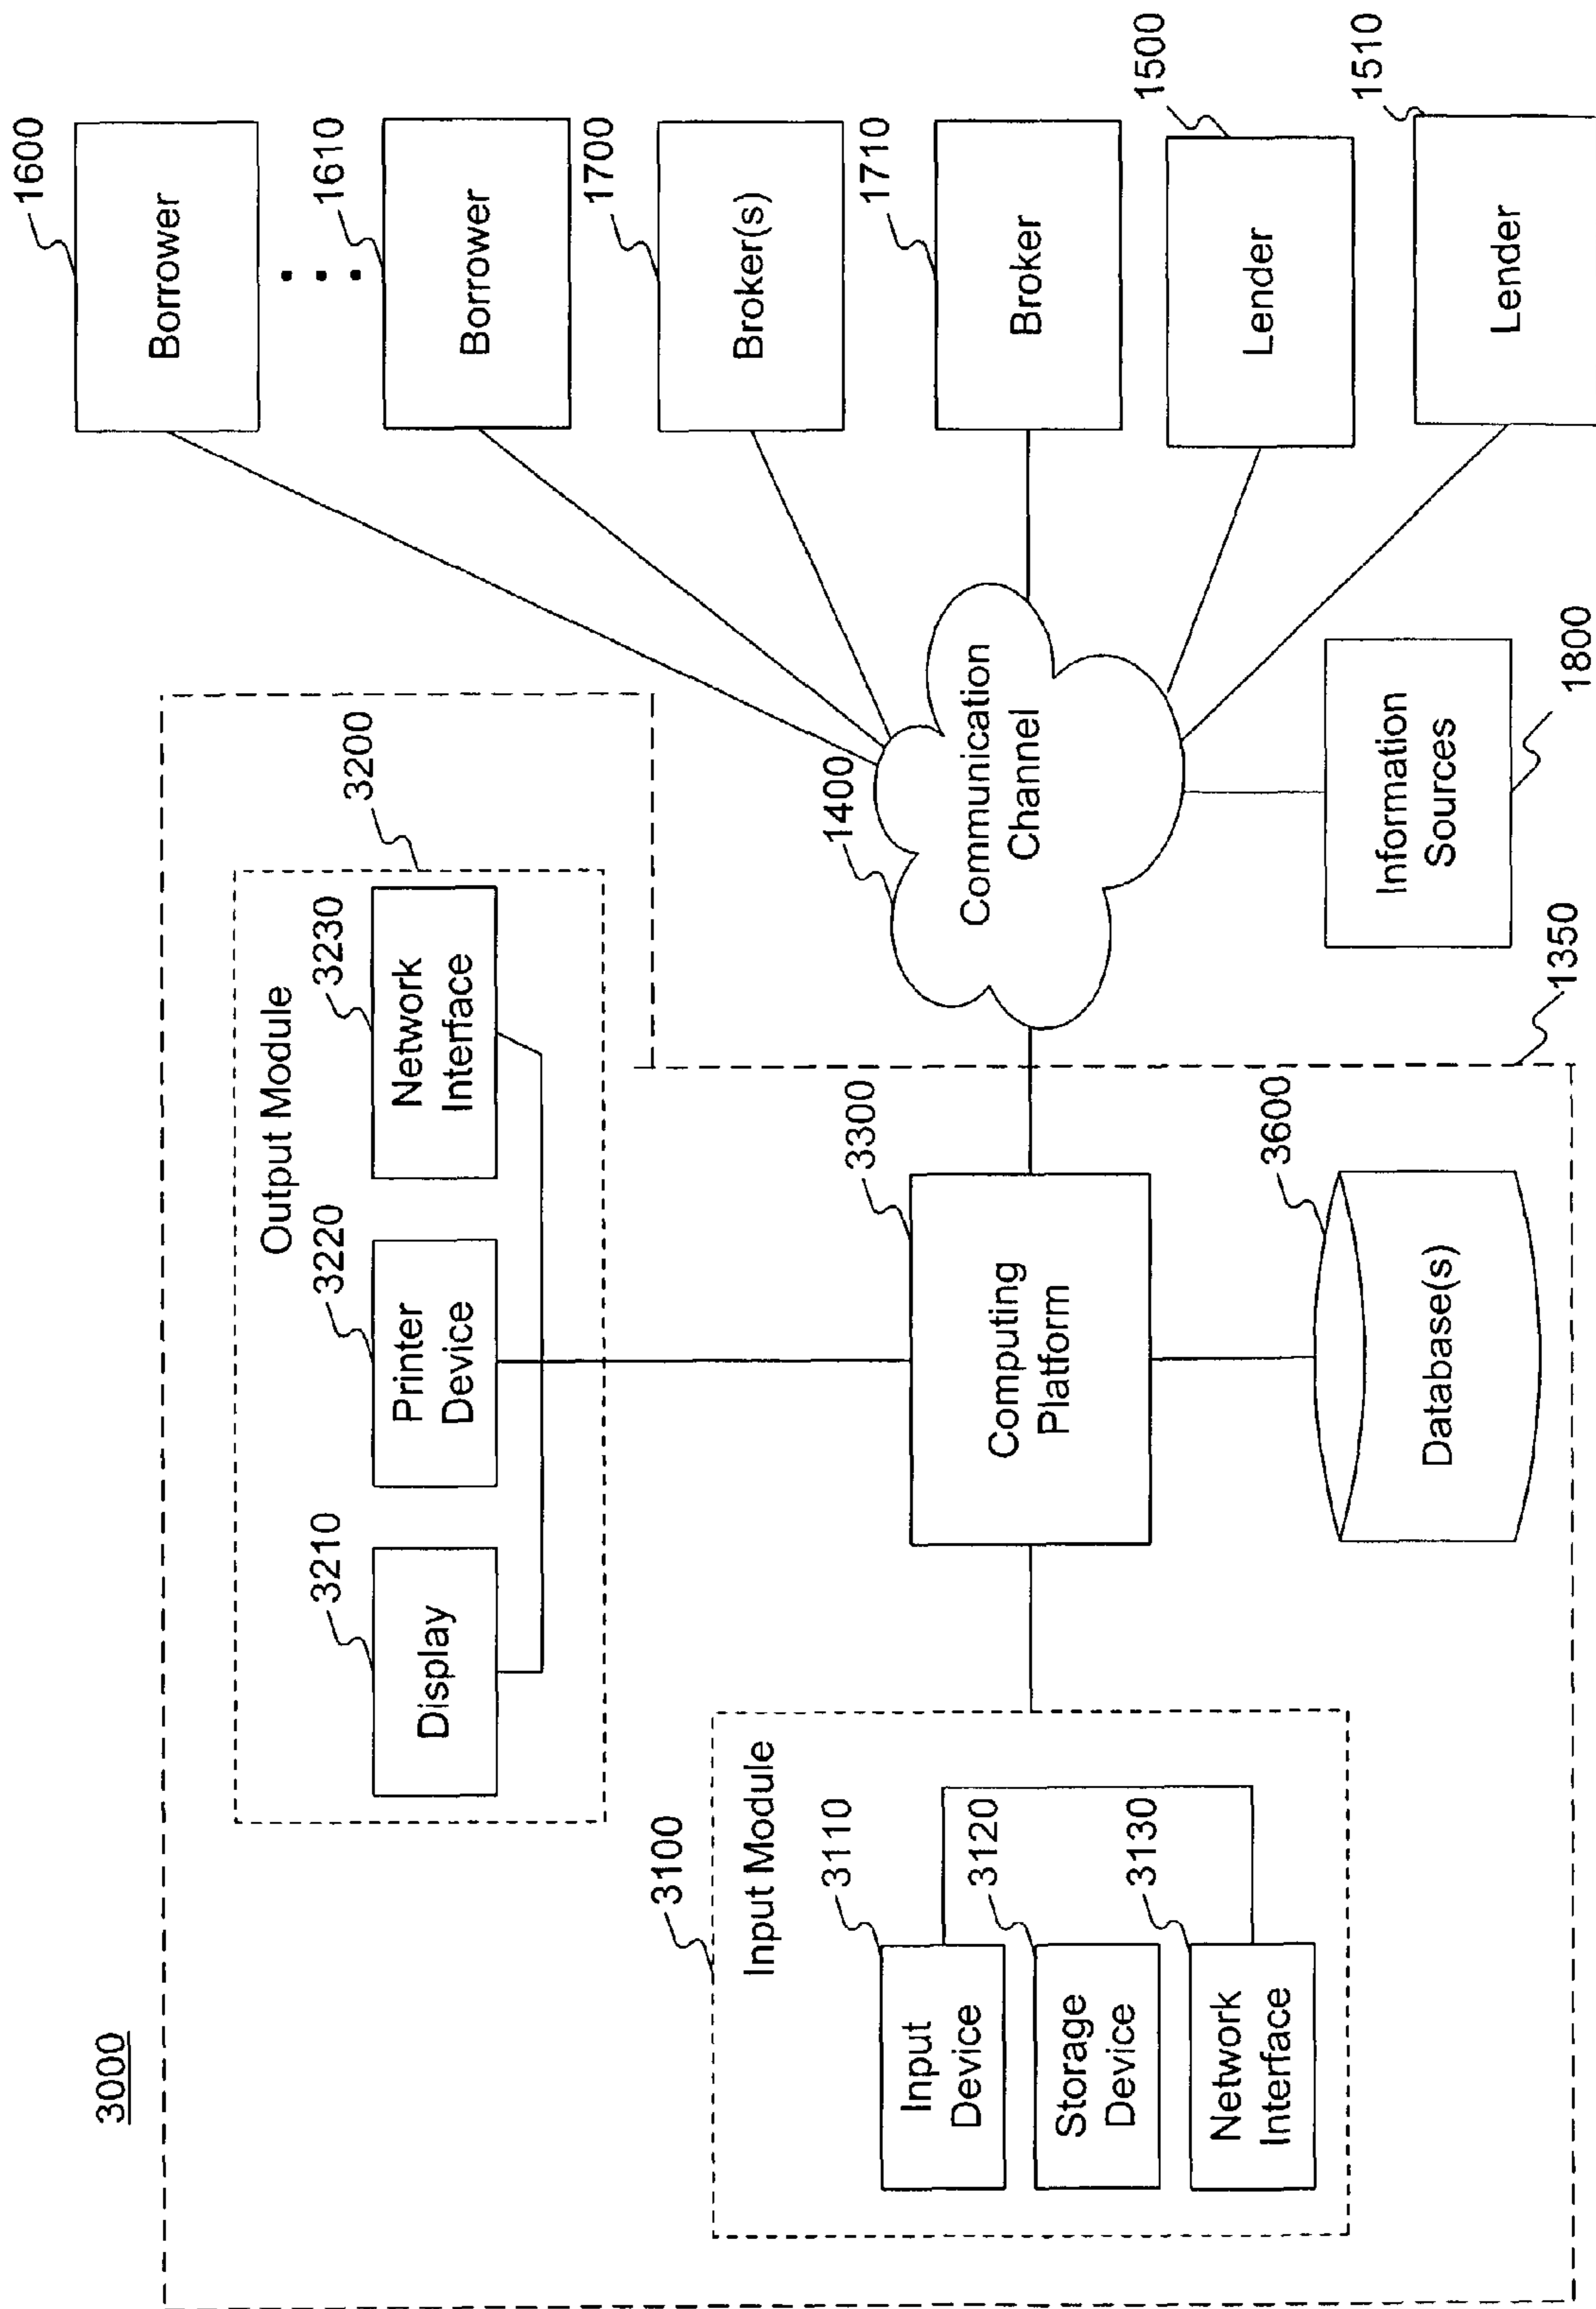 3000
3200
Output Module
3210
Display
3220
Printer
Device
3230
Network
Interface
3100
Input Module
3110
Input
Device
3120
Storage
Device
3130
Network
Interface
3300
Computing
Platform
3600
Database(s)
1350
1400
Communication
Channel
Information
Sources
1800
1600
Borrower
1610
Borrower
1700
Broker(s)
1710
Broker
1500
Lender
1510
Lender